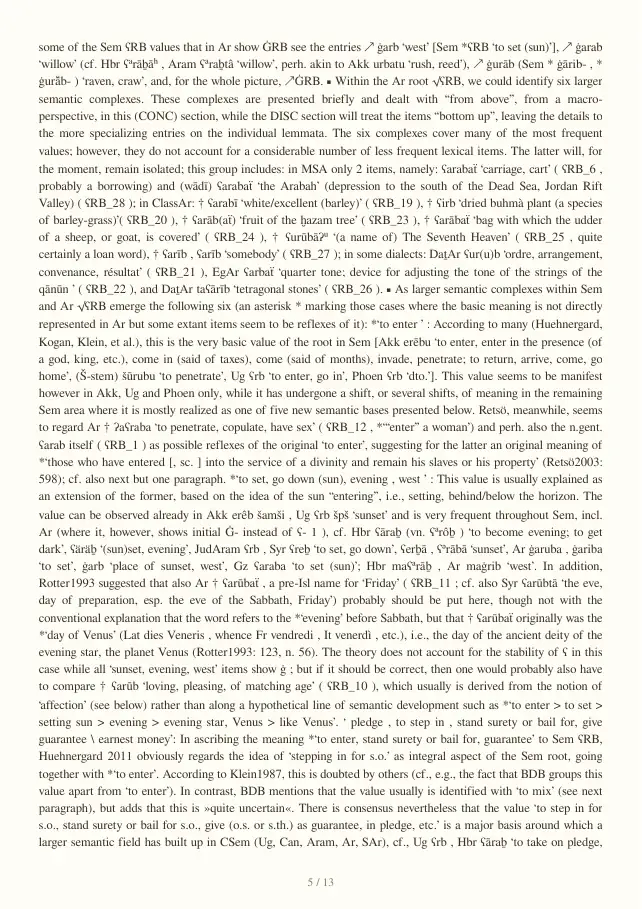 some of the Sem ʕRB values that in Ar show ĠRB see the entries ↗ ġarb ‘west’ [Sem *ʕRB ‘to set (sun)’], ↗ ġarab
‘willow’ (cf. Hbr ʕᵃrāḇāʰ , Aram ʕᵃraḇtâ ‘willow’, perh. akin to Akk urbatu ‘rush, reed’), ↗ ġurāb (Sem * ġārib- , *
ġurāb- ) ‘raven, craw’, and, for the whole picture, ↗ĠRB. ▪ Within the Ar root √ʕRB, we could identify six larger
semantic complexes. These complexes are presented briefly and dealt with “from above”, from a macro-
perspective, in this (CONC) section, while the DISC section will treat the items “bottom up”, leaving the details to
the more specializing entries on the individual lemmata. The six complexes cover many of the most frequent
values; however, they do not account for a considerable number of less frequent lexical items. The latter will, for
the moment, remain isolated; this group includes: in MSA only 2 items, namely: ʕarabaï ‘carriage, cart’ ( ʕRB_6 ,
probably a borrowing) and (wādī) ʕarabaï ‘the Arabah’ (depression to the south of the Dead Sea, Jordan Rift
Valley) ( ʕRB_28 ); in ClassAr: † ʕarabī ‘white/excellent (barley)’ ( ʕRB_19 ), † ʕirb ‘dried buhmà plant (a species
of barley-grass)’( ʕRB_20 ), † ʕarāb(aï) ‘fruit of the ḫazam tree’ ( ʕRB_23 ), † ʕarābaï ‘bag with which the udder
of a sheep, or goat, is covered’ ( ʕRB_24 ), † ʕurūbāʔᵘ ‘(a name of) The Seventh Heaven’ ( ʕRB_25 , quite
certainly a loan word), † ʕarīb , ʕarīb ‘somebody’ ( ʕRB_27 ); in some dialects: DaṯAr ʕur(u)b ‘ordre, arrangement,
convenance, résultat’ ( ʕRB_21 ), EgAr ʕarbaï ‘quarter tone; device for adjusting the tone of the strings of the
qānūn ’ ( ʕRB_22 ), and DaṯAr taʕārīb ‘tetragonal stones’ ( ʕRB_26 ). ▪ As larger semantic complexes within Sem
and Ar √ʕRB emerge the following six (an asterisk * marking those cases where the basic meaning is not directly
represented in Ar but some extant items seem to be reflexes of it): *‘to enter ’ : According to many (Huehnergard,
Kogan, Klein, et al.), this is the very basic value of the root in Sem [Akk erēbu ‘to enter, enter in the presence (of
a god, king, etc.), come in (said of taxes), come (said of months), invade, penetrate; to return, arrive, come, go
home’, (Š-stem) šūrubu ‘to penetrate’, Ug ʕrb ‘to enter, go in’, Phoen ʕrb ‘dto.’]. This value seems to be manifest
however in Akk, Ug and Phoen only, while it has undergone a shift, or several shifts, of meaning in the remaining
Sem area where it is mostly realized as one of five new semantic bases presented below. Retsö, meanwhile, seems
to regard Ar † ʔaʕraba ‘to penetrate, copulate, have sex’ ( ʕRB_12 , *“‘enter” a woman’) and perh. also the n.gent.
ʕarab itself ( ʕRB_1 ) as possible reflexes of the original ‘to enter’, suggesting for the latter an original meaning of
*‘those who have entered [, sc. ] into the service of a divinity and remain his slaves or his property’ (Retsö2003:
598); cf. also next but one paragraph. *‘to set, go down (sun), evening , west ’ : This value is usually explained as
an extension of the former, based on the idea of the sun “entering”, i.e., setting, behind/below the horizon. The
value can be observed already in Akk erêb šamši , Ug ʕrb špš ‘sunset’ and is very frequent throughout Sem, incl.
Ar (where it, however, shows initial Ġ- instead of ʕ- 1 ), cf. Hbr ʕāraḇ (vn. ʕᵃrôḇ ) ‘to become evening; to get
dark’, ʕäräḇ ‘(sun)set, evening’, JudAram ʕrb , Syr ʕreḇ ‘to set, go down’, ʕerḇā , ʕᵃrāḇā ‘sunset’, Ar ġaruba , ġariba
‘to set’, ġarb ‘place of sunset, west’, Gz ʕaraba ‘to set (sun)’; Hbr maʕᵃrāḇ , Ar maġrib ‘west’. In addition,
Rotter1993 suggested that also Ar † ʕarūbaï , a pre-Isl name for ‘Friday’ ( ʕRB_11 ; cf. also Syr ʕarūbtā ‘the eve,
day of preparation, esp. the eve of the Sabbath, Friday’) probably should be put here, though not with the
conventional explanation that the word refers to the *‘evening’ before Sabbath, but that † ʕarūbaï originally was the
*‘day of Venus’ (Lat dies Veneris , whence Fr vendredi , It venerdì , etc.), i.e., the day of the ancient deity of the
evening star, the planet Venus (Rotter1993: 123, n. 56). The theory does not account for the stability of ʕ in this
case while all ‘sunset, evening, west’ items show ġ ; but if it should be correct, then one would probably also have
to compare † ʕarūb ‘loving, pleasing, of matching age’ ( ʕRB_10 ), which usually is derived from the notion of
‘affection’ (see below) rather than along a hypothetical line of semantic development such as *‘to enter > to set >
setting sun > evening > evening star, Venus > like Venus’. ‘ pledge , to step in , stand surety or bail for, give
guarantee \ earnest money’: In ascribing the meaning *‘to enter, stand surety or bail for, guarantee’ to Sem ʕRB,
Huehnergard 2011 obviously regards the idea of ‘stepping in for s.o.’ as integral aspect of the Sem root, going
together with *‘to enter’. According to Klein1987, this is doubted by others (cf., e.g., the fact that BDB groups this
value apart from ‘to enter’). In contrast, BDB mentions that the value usually is identified with ‘to mix’ (see next
paragraph), but adds that this is »quite uncertain«. There is consensus nevertheless that the value ‘to step in for
s.o., stand surety or bail for s.o., give (o.s. or s.th.) as guarantee, in pledge, etc.’ is a major basis around which a
larger semantic field has built up in CSem (Ug, Can, Aram, Ar, SAr), cf., Ug ʕrb , Hbr ʕāraḇ ‘to take on pledge,
5 / 13